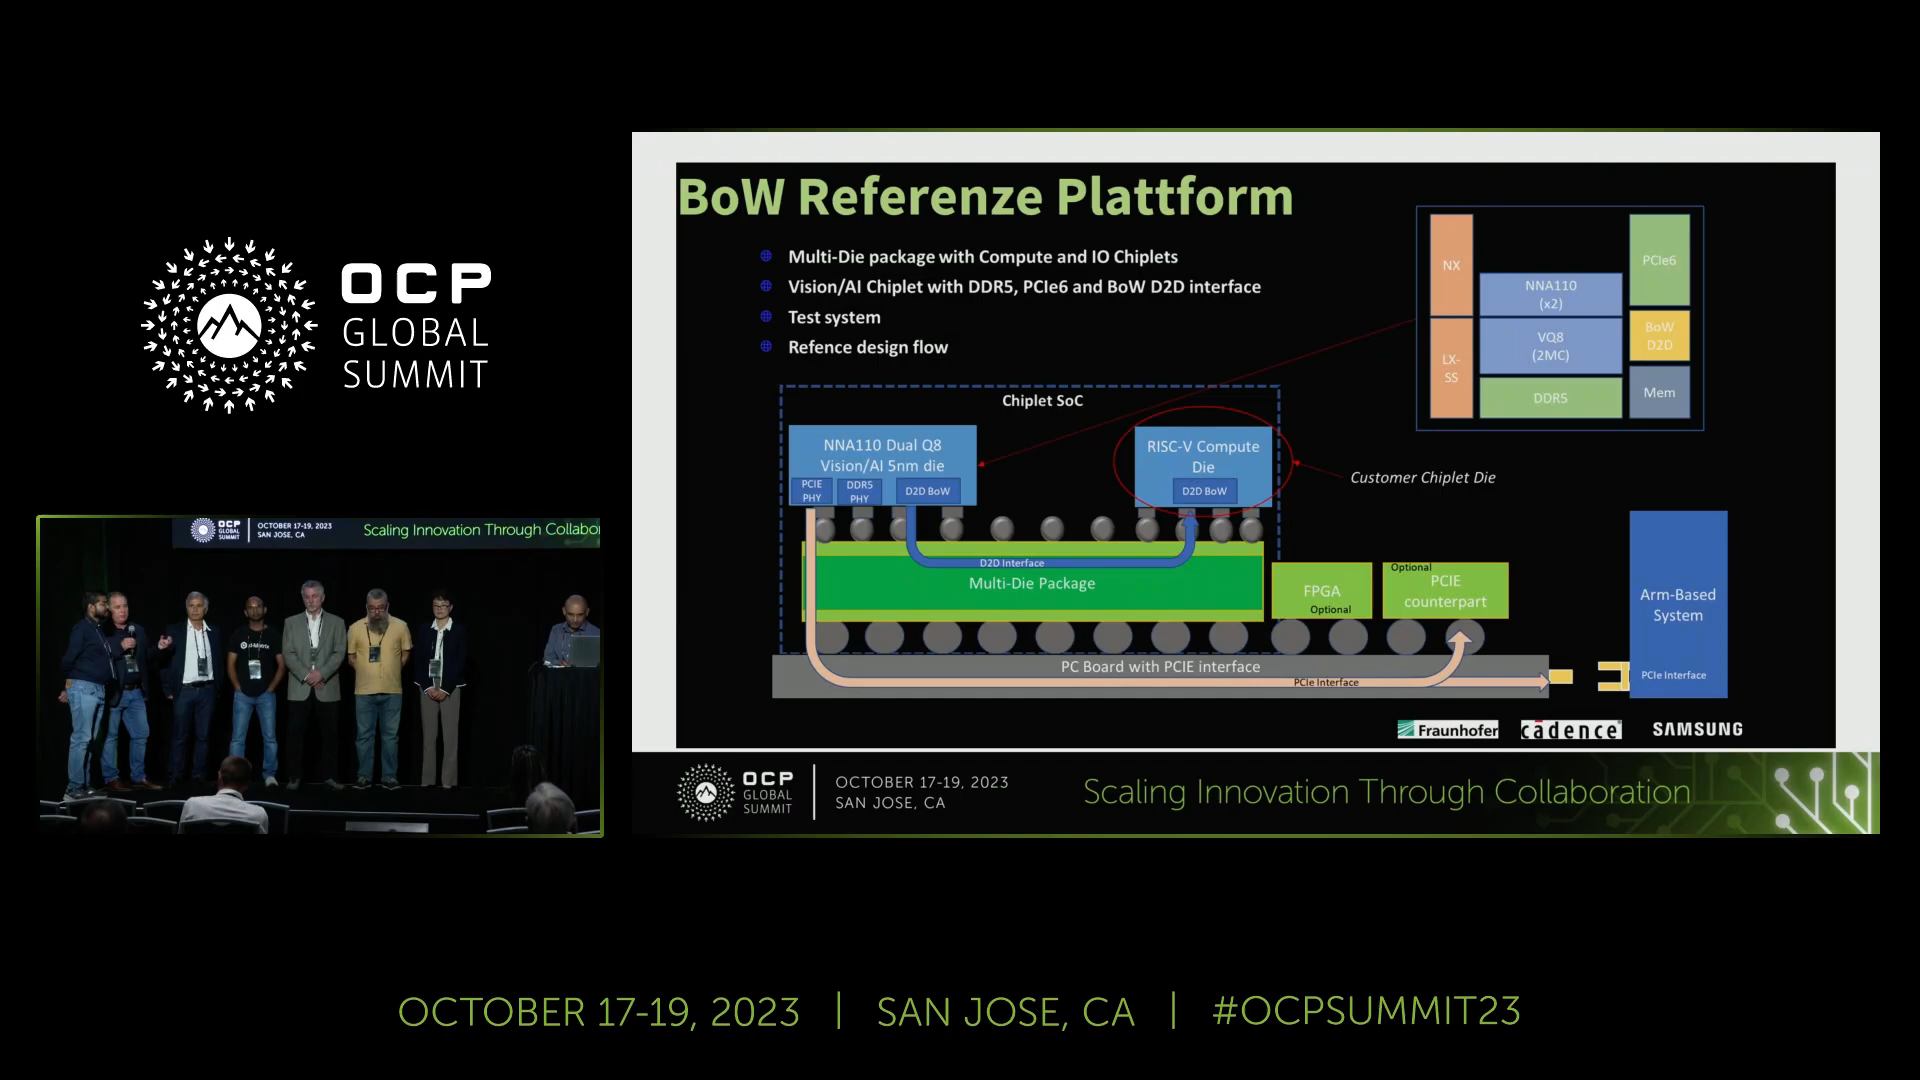 OCP
GLOBAL
SUMMIT
OCP
GLOBAL
SUMMIT
OCTOBER 17-19, 2023
SAN JOSE, CA
Scaling Innovation Through Collabo
BoW Referenze Plattform
Multi-Die package with Compute and IO Chiplets
Vision/AI Chiplet with DDR5, PCIe6 and BoW D2D interface
Test system
Refence design flow
NX
LX-
SS
NNA110
(x2)
VQ8
(2MC)
DDR5
PCIe6
BoW
D2D
Mem
Chiplet SoC
NNA110 Dual Q8
Vision/AI 5nm die
PCIE
PHY
DDR5
PHY
D2D BoW
RISC-V Compute
Die
D2D BoW
Customer Chiplet Die
D2D Interface
Multi-Die Package
FPGA
Optional
Optional
PCIE
counterpart
Arm-Based
System
PCIe Interface
PC Board with PCIE interface
PCIe Interface
Fraunhofer
cādence
SAMSUNG
OCP
GLOBAL
SUMMIT
OCTOBER 17-19, 2023
SAN JOSE, CA
Scaling Innovation Through Collaboration
OCTOBER 17-19, 2023 | SAN JOSE, CA | #OCPSUMMIT23